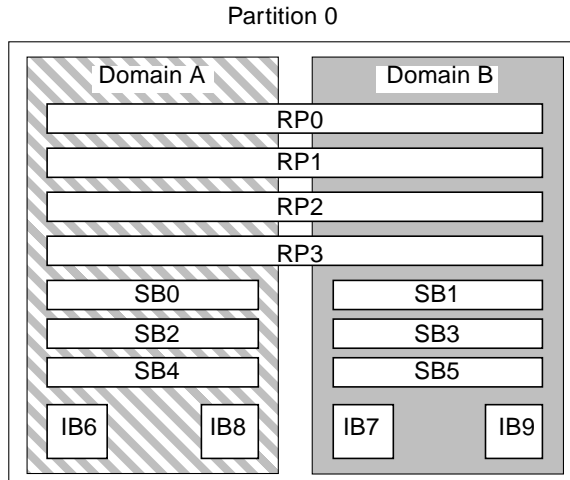 Partition 0
Domain A Domain B
RP0
RP1
RP2
RP3
SB0 SB1
SB2 SB3
SB4 SB5
IB6 IB8 IB7 IB9